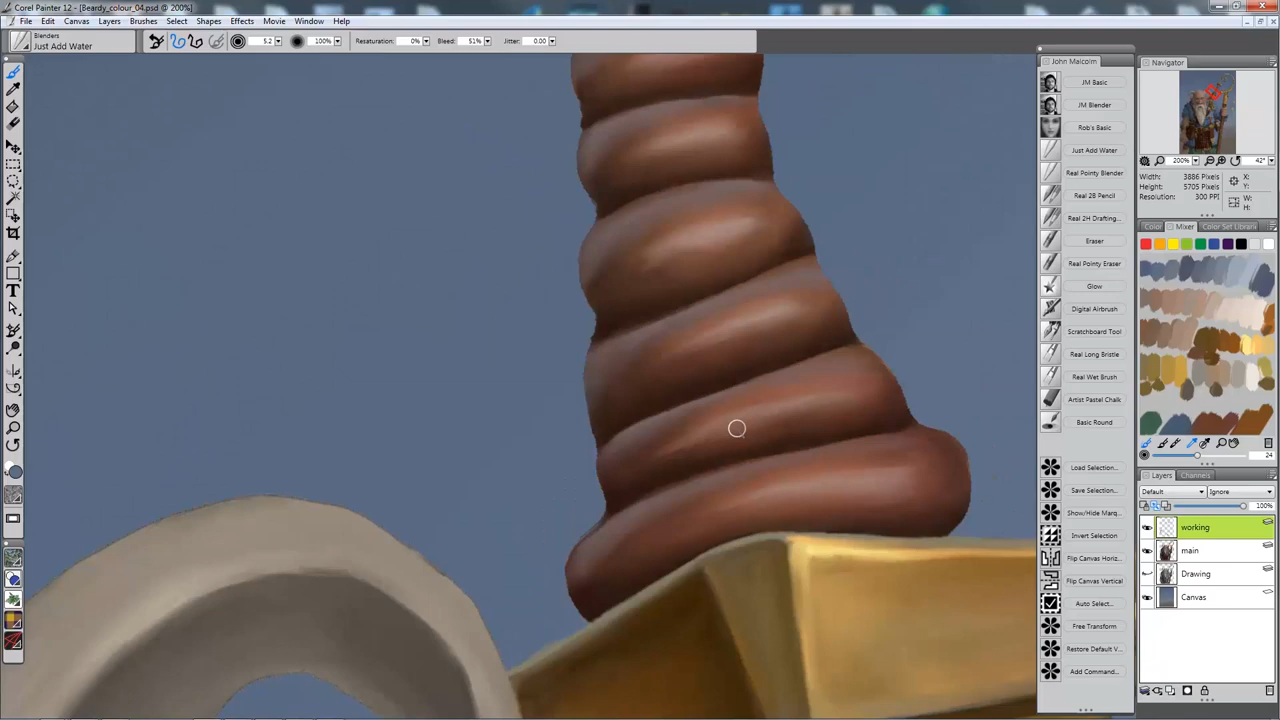 Corel Painter 12 - [Beardy_colour_04.psd @ 200%]
File Edit Canvas Layers Brushes Select Shapes Effects Movie Window Help
Blenders
Just Add Water
5.2 100% Resaturation: 0% Bleed: 51% Jitter: 0.00
John Malcolm
JM Basic
JM Blender
Rob's Basic
Just Add Water
Real Pointy Blender
Real 2B Pencil
Real 2H Drafting...
Eraser
Real Pointy Eraser
Glow
Digital Airbrush
Scratchboard Tool
Real Long Bristle
Real Wet Brush
Artist Pastel Chalk
Basic Round
Load Selection...
Save Selection...
Show/Hide Marq...
Invert Selection
Flip Canvas Horiz...
Flip Canvas Vertical
Auto Select...
Free Transform
Restore Default V...
Add Command...
Navigator
200% 42°
Width: 3886 Pixels X:
Height: 5705 Pixels Y:
Resolution: 300 PPI W:
H:
Color Mixer Color Set Librari
24
Layers Channels
Default Ignore
100%
working
main
Drawing
Canvas